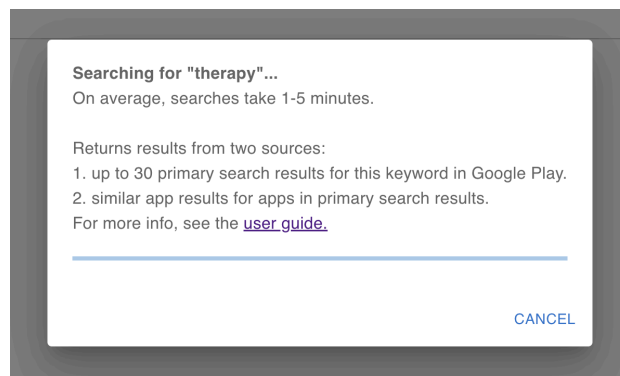 Searching for "therapy"...
On average, searches take 1-5 minutes.
Returns results from two sources:
1. up to 30 primary search results for this keyword in Google Play.
2. similar app results for apps in primary search results.
For more info, see the user guide.
CANCEL